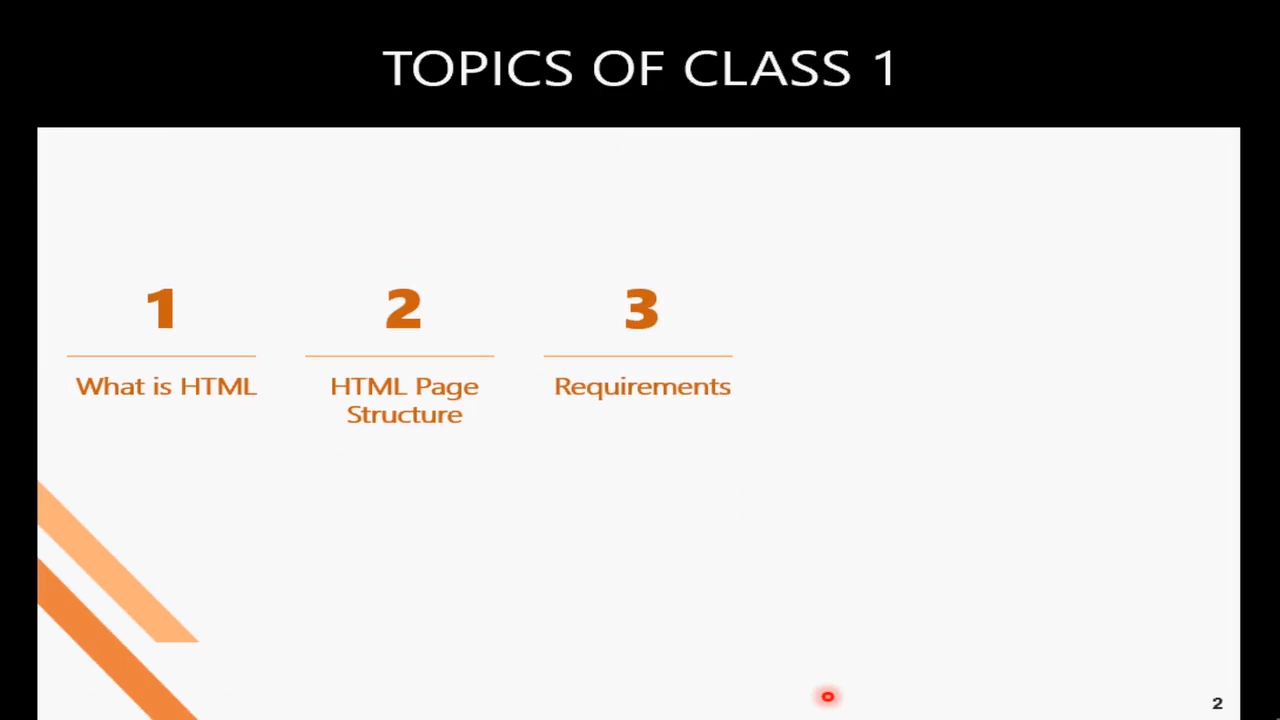 TOPICS OF CLASS 1
1
What is HTML
2
HTML Page
Structure
3
Requirements
2